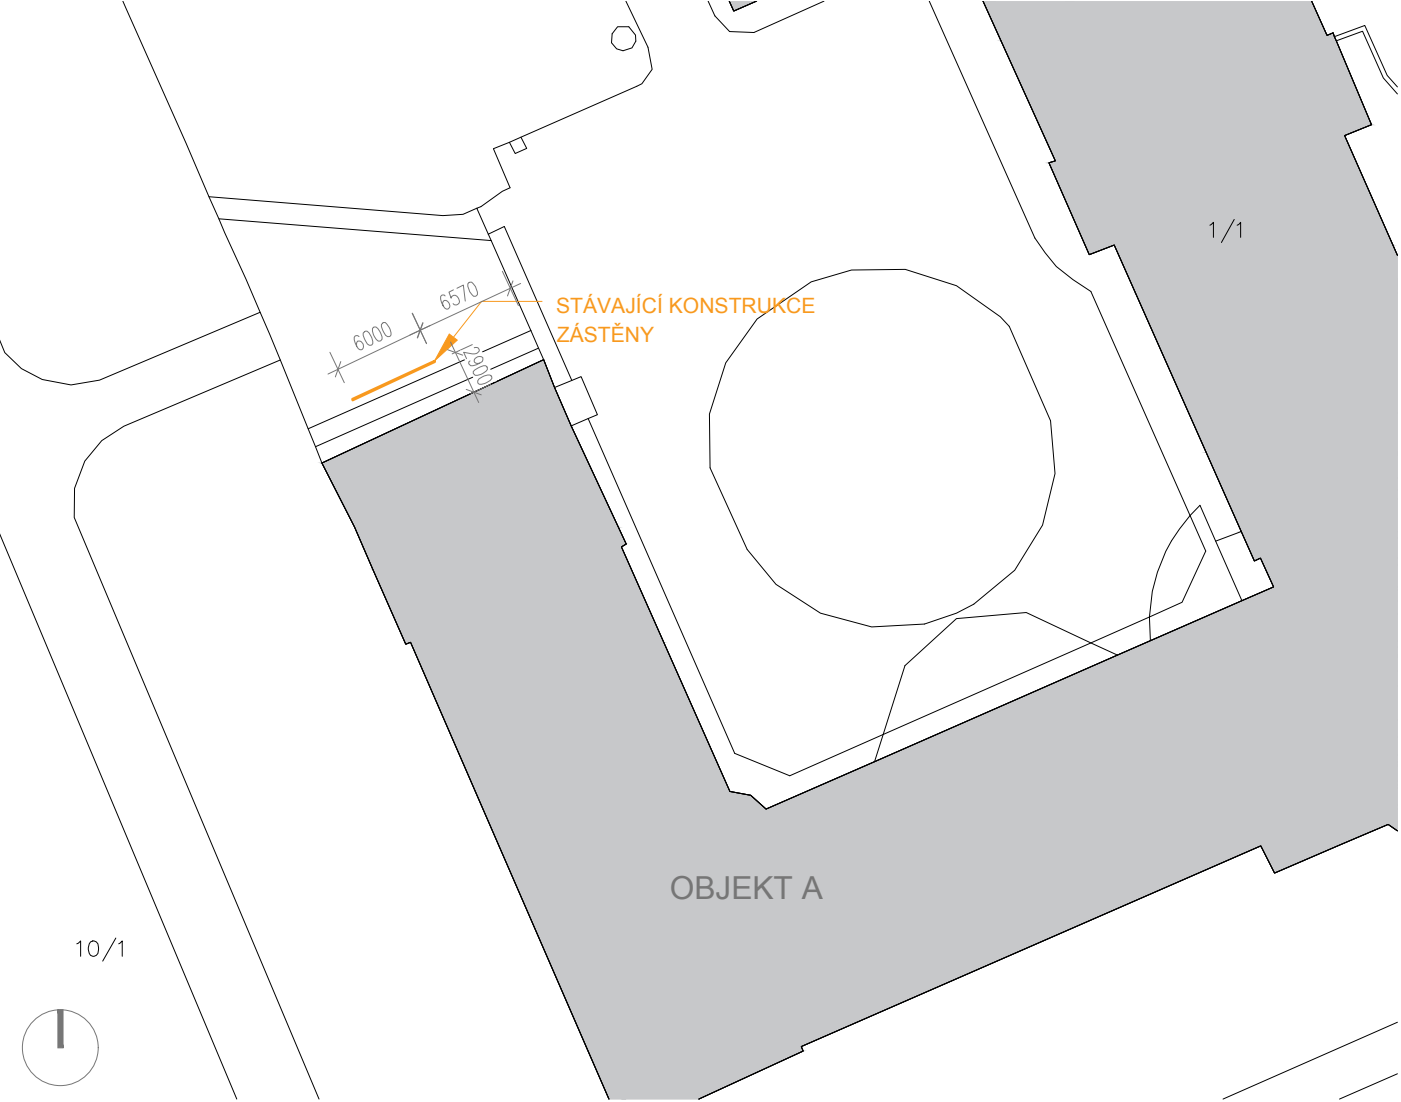 1/1
6570
6000
2900
STÁVAJÍCÍ KONSTRUKCE
ZÁSTĚNY
OBJEKT A
10/1